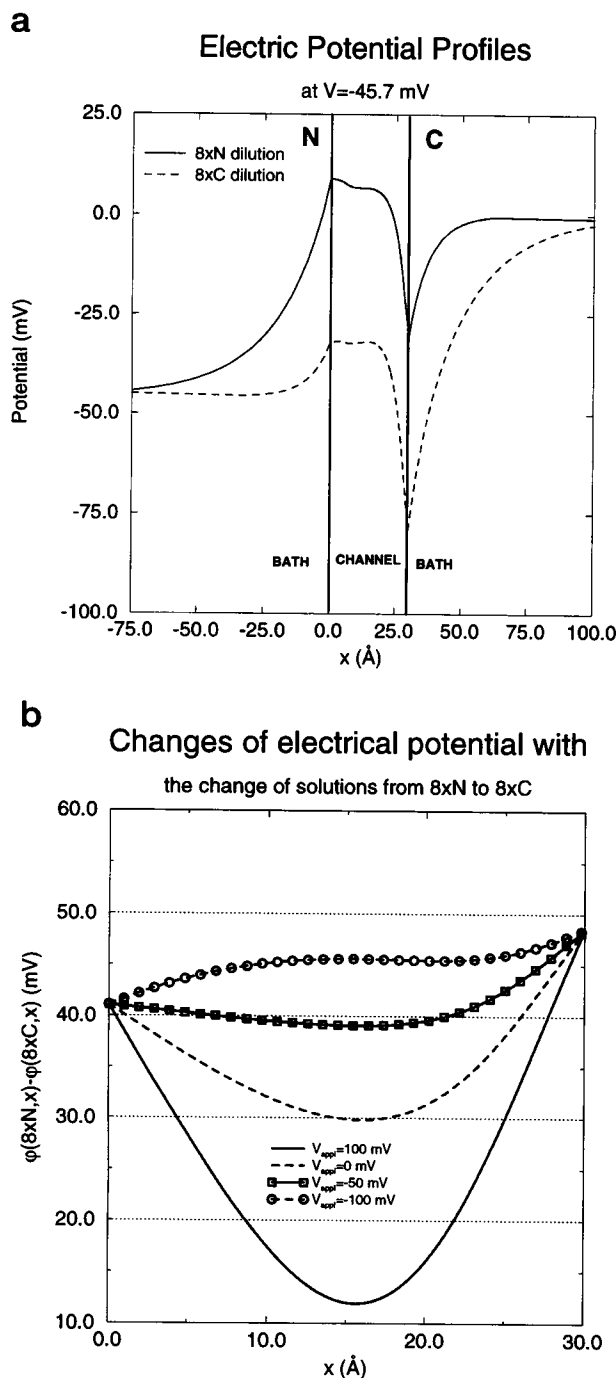 a
Electric Potential Profiles
at V=-45.7 mV
25.0
0.0
-25.0
-50.0
-75.0
-100.0
Potential (mV)
8xN dilution
8xC dilution
N
C
BATH
CHANNEL
BATH
-75.0 -50.0 -25.0 0.0 25.0 50.0 75.0 100.0
x (Å)
b
Changes of electrical potential with
the change of solutions from 8xN to 8xC
60.0
50.0
40.0
30.0
20.0
10.0
φ(8xN,x)-φ(8xC,x) (mV)
V_appl=100 mV
V_appl=0 mV
V_appl=-50 mV
V_appl=-100 mV
0.0 10.0 20.0 30.0
x (Å)